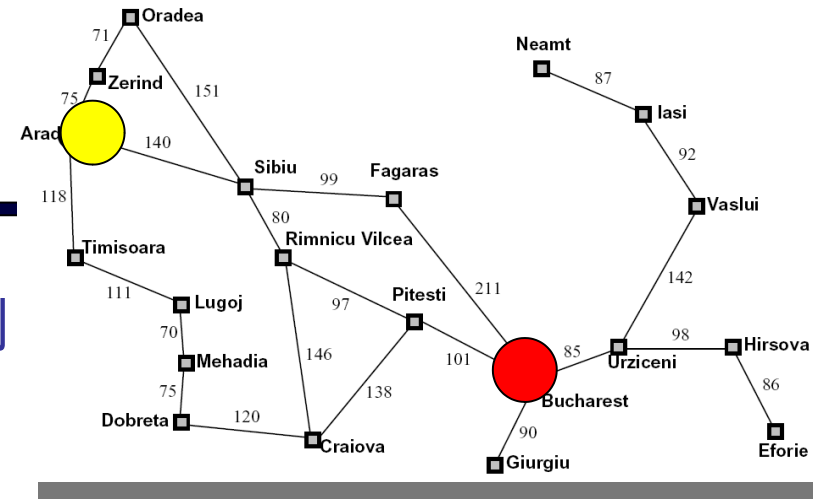 Oradea
71
Neamt
Zerind
87
75
151
Iasi
Arad
140
92
Sibiu
Fagaras
99
118
Vaslui
80
Timisoara
Rimnicu Vilcea
142
111
211
Lugoj
97
Pitesti
70
98
Hirsova
146
101
85
Urziceni
Mehadia
75
138
86
Bucharest
Dobreta
120
90
Craiova
Eforie
Giurgiu